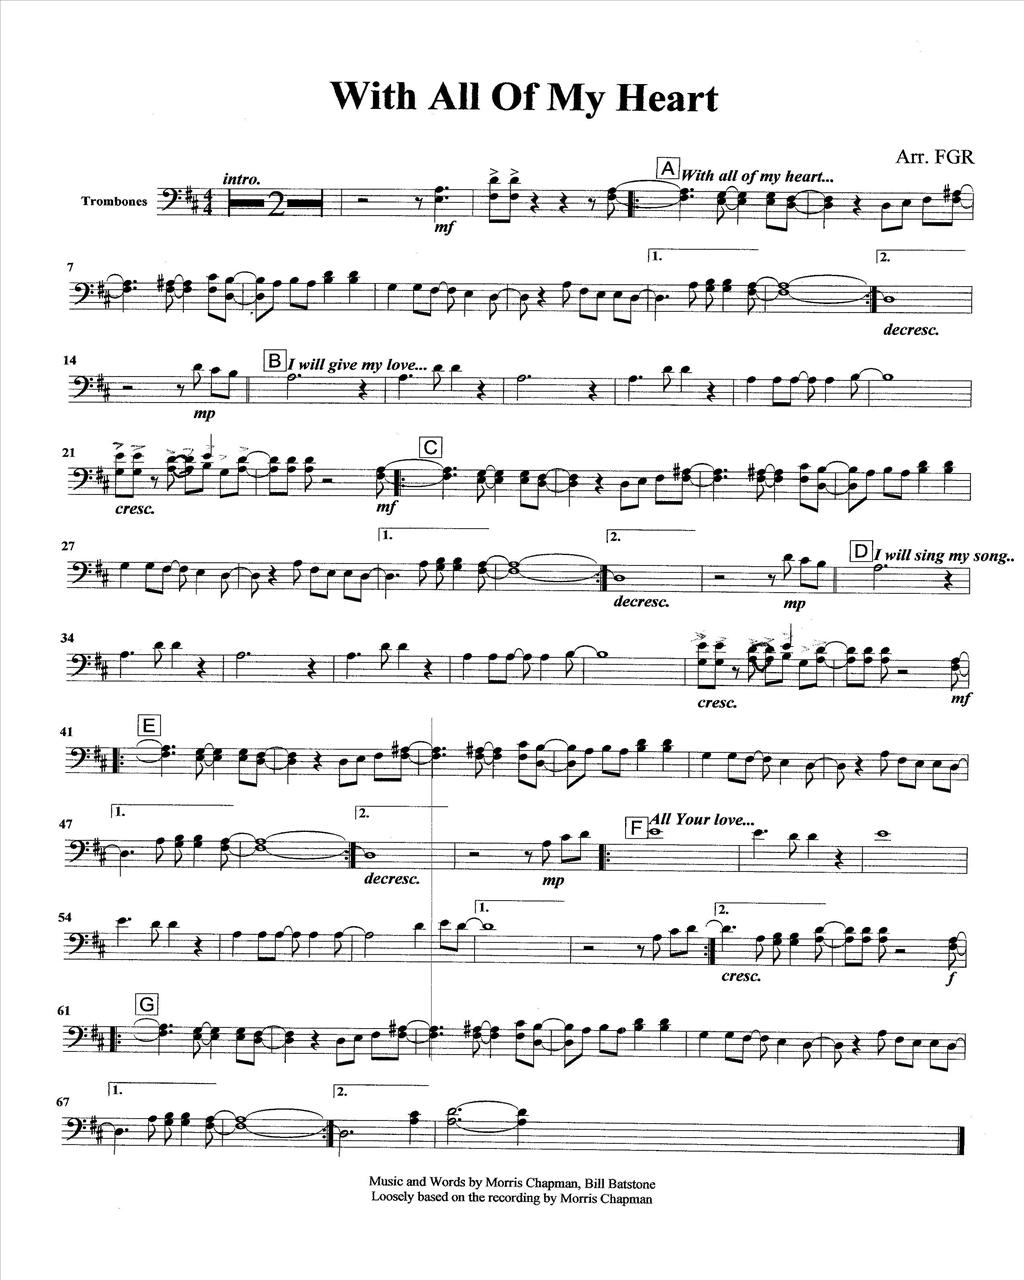 With All Of My Heart
Arr. FGR
Trombones
intro.
2
mf
A With all of my heart...
7
1.
2.
decresc.
14
mp
B I will give my love...
21
cresc.
mf
C
27
1.
2.
decresc.
mp
D I will sing my song..
34
cresc.
mf
41
E
47
1.
2.
decresc.
mp
F All Your love...
54
1.
2.
cresc.
f
61
G
67
1.
2.
Music and Words by Morris Chapman, Bill Batstone
Loosely based on the recording by Morris Chapman